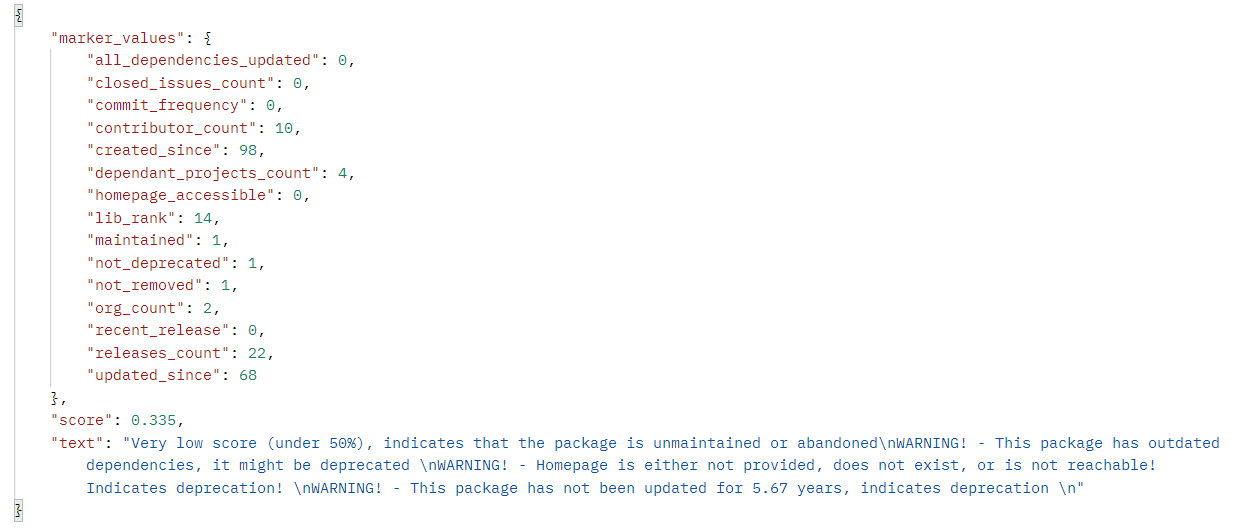 {
"marker_values": {
"all_dependencies_updated": 0,
"closed_issues_count": 0,
"commit_frequency": 0,
"contributor_count": 10,
"created_since": 98,
"dependant_projects_count": 4,
"homepage_accessible": 0,
"lib_rank": 14,
"maintained": 1,
"not_deprecated": 1,
"not_removed": 1,
"org_count": 2,
"recent_release": 0,
"releases_count": 22,
"updated_since": 68
},
"score": 0.335,
"text": "Very low score (under 50%), indicates that the package is unmaintained or abandoned\nWARNING! - This package has outdated
dependencies, it might be deprecated \nWARNING! - Homepage is either not provided, does not exist, or is not reachable!
Indicates deprecation! \nWARNING! - This package has not been updated for 5.67 years, indicates deprecation \n"
}